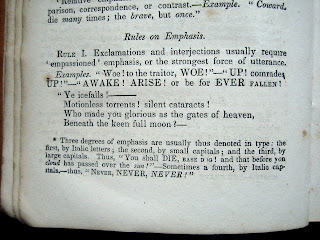 parison, correspondence, or contrast.—Example. "Coward,
die many times; the brave, but once."
Rules on Emphasis.
RULE I. Exclamations and interjections usually require
'empassioned' emphasis, or the strongest force of utterance.
Examples. "Woe! to the traitor, WOE!"—"UP! comrades,
UP!"—"AWAKE! ARISE! or be for EVER FALLEN!
"Ye icefalls!———
Motionless torrents! silent cataracts!
Who made you glorious as the gates of heaven,
Beneath the keen full moon?—
* Three degrees of emphasis are usually thus denoted in type: the
first, by Italic letters; the second, by small capitals; and the third, by
large capitals. Thus, "You shall DIE, BASE DOG! and that before yon
cloud has passed over the sun!"—Sometimes a fourth, by Italic cap-
itals,—thus, "NEVER, NEVER, NEVER!"